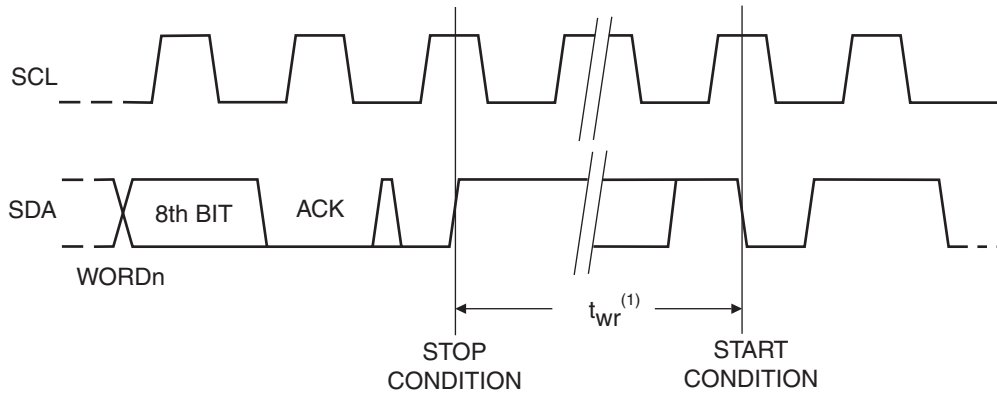 SCL
SDA
8th BIT
ACK
WORDn
twr(1)
STOP
CONDITION
START
CONDITION